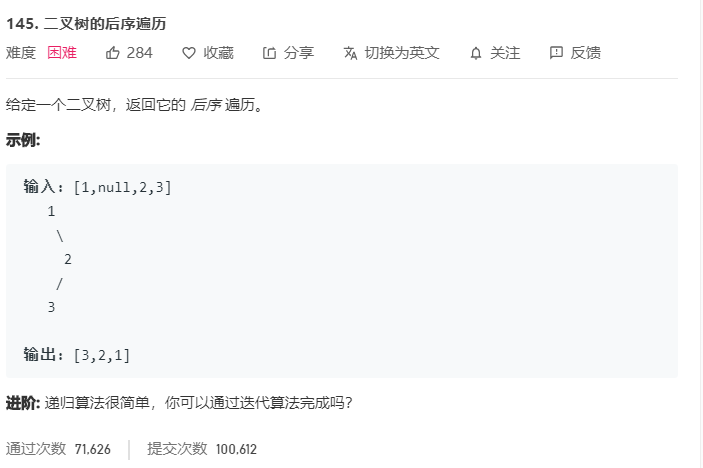 145. 二叉树的后序遍历
难度 困难 284 收藏 分享 切换为英文 关注 反馈
给定一个二叉树，返回它的 后序 遍历。
示例:
输入: [1,null,2,3]
1
\
2
/
3
输出: [3,2,1]
进阶: 递归算法很简单，你可以通过迭代算法完成吗？
通过次数 71,626 提交次数 100,612